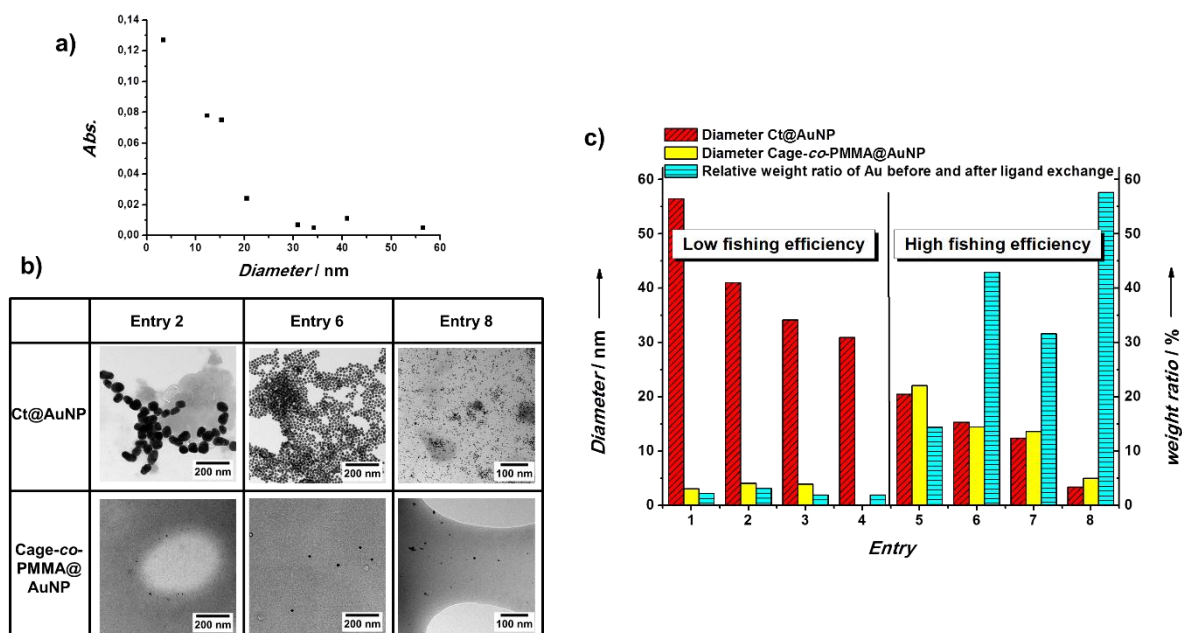 a)
0,14
0,12
0,10
0,08
0,06
0,04
0,02
0,00
Abs.
0 10 20 30 40 50 60
Diameter / nm
b)
Entry 2 Entry 6 Entry 8
Ct@AuNP
200 nm 200 nm 100 nm
Cage-co-
PMMA@
AuNP
200 nm 200 nm 100 nm
c)
Diameter Ct@AuNP
Diameter Cage-co-PMMA@AuNP
Relative weight ratio of Au before and after ligand exchange
60
50
40
30
20
10
0
Diameter / nm
Low fishing efficiency
High fishing efficiency
60
50
40
30
20
10
0
weight ratio / %
1 2 3 4 5 6 7 8
Entry